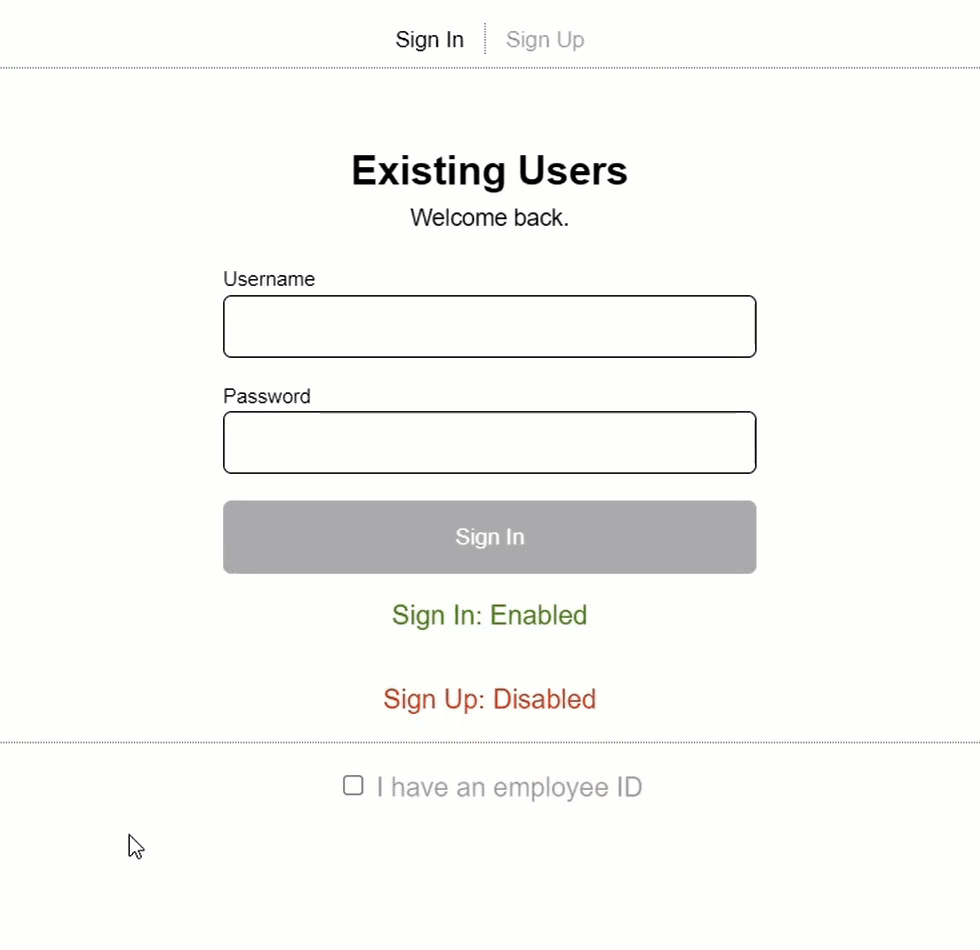 Sign In Sign Up
Existing Users
Welcome back.
Username
Password
Sign In
Sign In: Enabled
Sign Up: Disabled
I have an employee ID